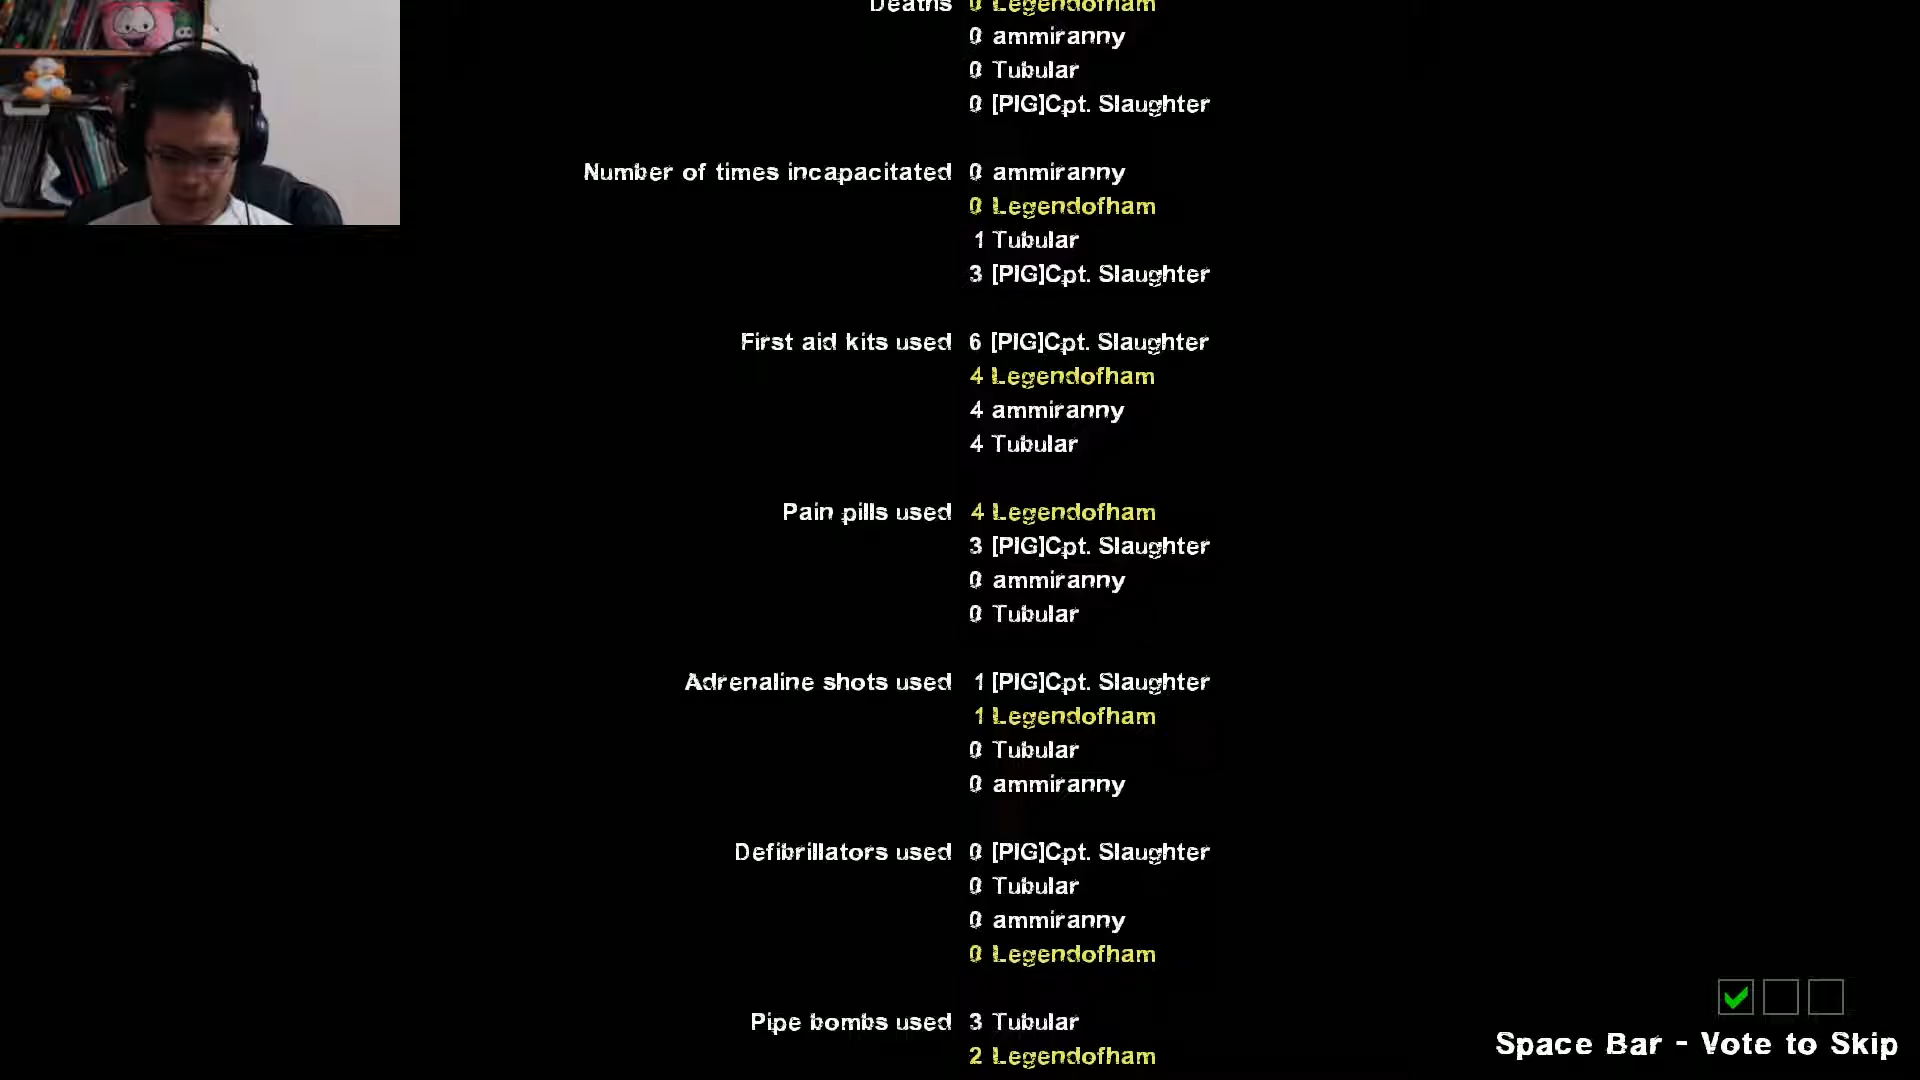 Deaths 0 Legendofham
0 ammiranny
0 Tubular
0 [PIG]Cpt. Slaughter
Number of times incapacitated 0 ammiranny
0 Legendofham
1 Tubular
3 [PIG]Cpt. Slaughter
First aid kits used 6 [PIG]Cpt. Slaughter
4 Legendofham
4 ammiranny
4 Tubular
Pain pills used 4 Legendofham
3 [PIG]Cpt. Slaughter
0 ammiranny
0 Tubular
Adrenaline shots used 1 [PIG]Cpt. Slaughter
1 Legendofham
0 Tubular
0 ammiranny
Defibrillators used 0 [PIG]Cpt. Slaughter
0 Tubular
0 ammiranny
0 Legendofham
Pipe bombs used 3 Tubular
2 Legendofham
Space Bar - Vote to Skip